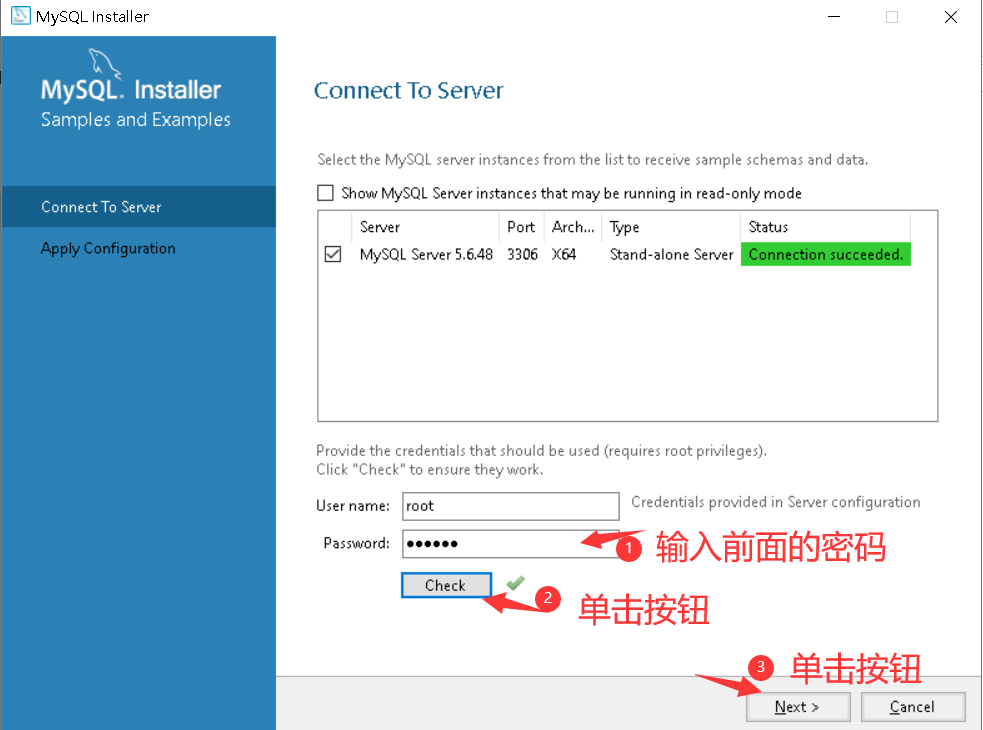 MySQL Installer
MySQL. Installer
Samples and Examples
Connect To Server
Apply Configuration
Connect To Server
Select the MySQL server instances from the list to receive sample schemas and data.
Show MySQL Server instances that may be running in read-only mode
Server Port Arch... Type Status
MySQL Server 5.6.48 3306 X64 Stand-alone Server Connection succeeded.
Provide the credentials that should be used (requires root privileges).
Click "Check" to ensure they work.
User name: root Credentials provided in Server configuration
Password: ●●●●●● 1 输入前面的密码
Check 2 单击按钮
3 单击按钮
Next > Cancel